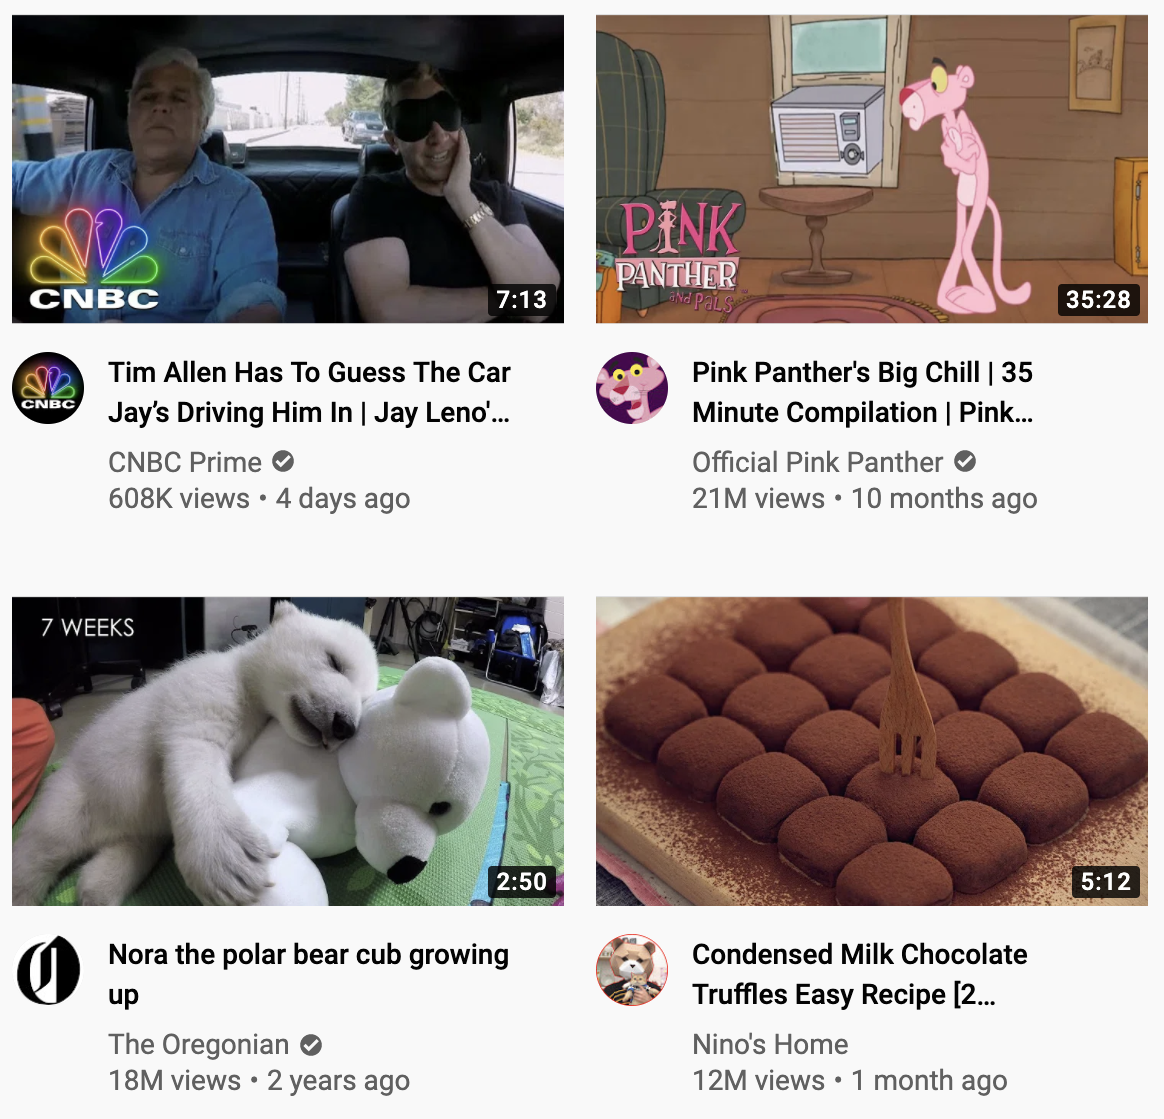 CNBC
7:13
PINK
PANTHER
and Pals
35:28
CNBC
Tim Allen Has To Guess The Car
Jay’s Driving Him In | Jay Leno'...
CNBC Prime
608K views • 4 days ago
Pink Panther's Big Chill | 35
Minute Compilation | Pink...
Official Pink Panther
21M views • 10 months ago
7 WEEKS
2:50
5:12
Nora the polar bear cub growing
up
The Oregonian
18M views • 2 years ago
Condensed Milk Chocolate
Truffles Easy Recipe [2...
Nino's Home
12M views • 1 month ago